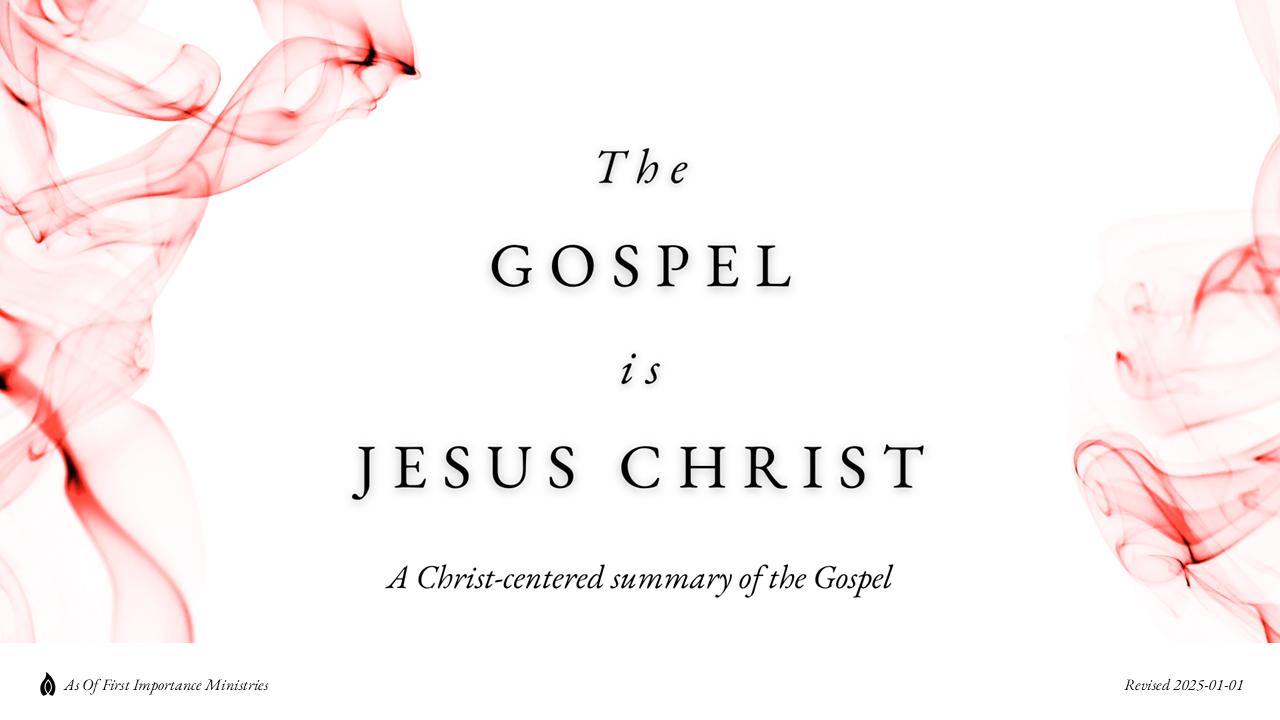 The
GOSPEL
is
JESUS CHRIST
A Christ-centered summary of the Gospel
As Of First Importance Ministries
Revised 2025-01-01